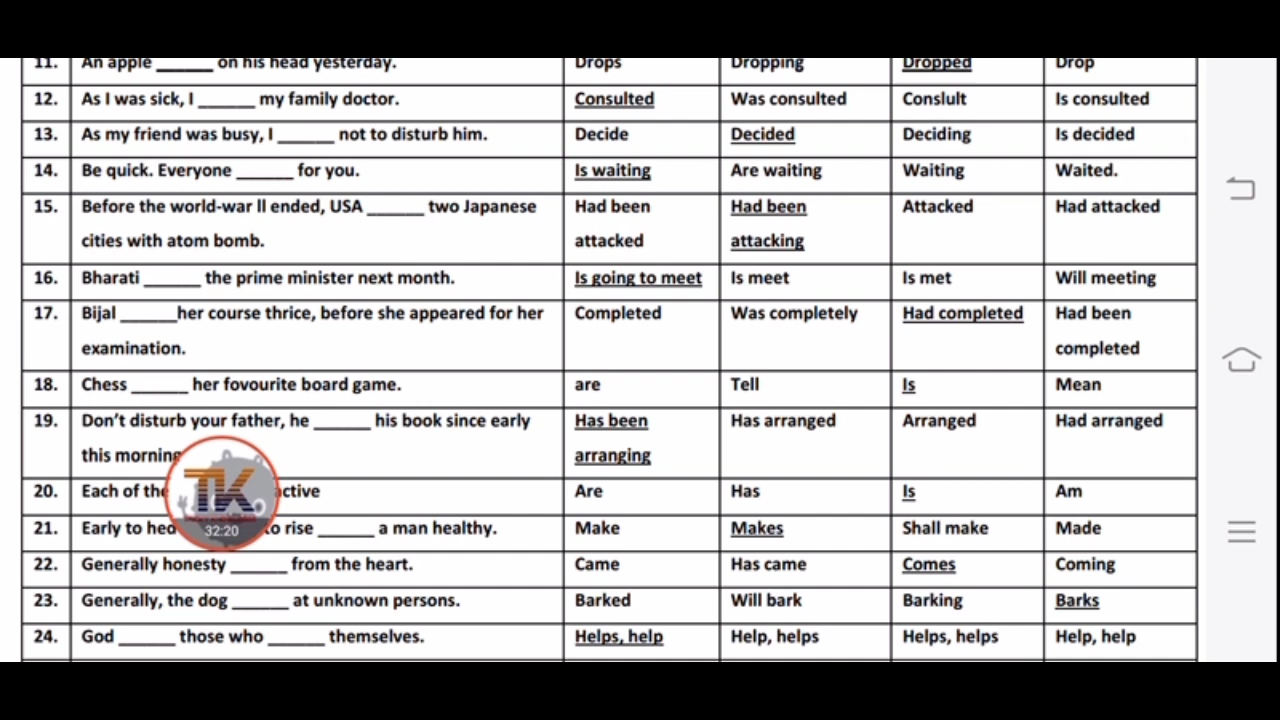 11. An apple ______ on his head yesterday. Drops Dropping Dropped Drop
12. As I was sick, I ______ my family doctor. Consulted Was consulted Conslult Is consulted
13. As my friend was busy, I ______ not to disturb him. Decide Decided Deciding Is decided
14. Be quick. Everyone ______ for you. Is waiting Are waiting Waiting Waited.
15. Before the world-war ll ended, USA ______ two Japanese Had been Had been Attacked Had attacked
cities with atom bomb. attacked attacking
16. Bharati ______ the prime minister next month. Is going to meet Is meet Is met Will meeting
17. Bijal ______her course thrice, before she appeared for her Completed Was completely Had completed Had been
examination. completed
18. Chess ______ her fovourite board game. are Tell Is Mean
19. Don't disturb your father, he ______ his book since early Has been Has arranged Arranged Had arranged
this morning arranging
20. Each of the active Are Has Is Am
TK
21. Early to to rise ______ a man healthy. Make Makes Shall make Made
32:20
22. Generally honesty ______ from the heart. Came Has came Comes Coming
23. Generally, the dog ______ at unknown persons. Barked Will bark Barking Barks
24. God ______ those who ______ themselves. Helps, help Help, helps Helps, helps Help, help